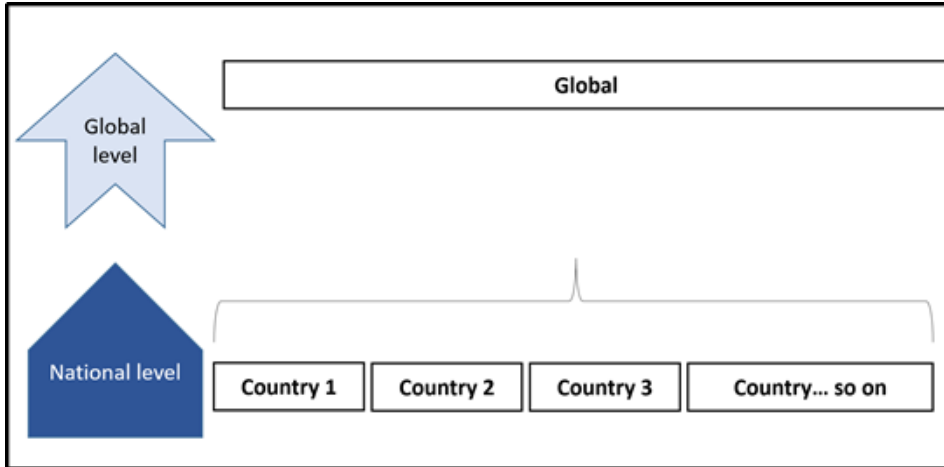 Global
Global
level
National level
Country 1
Country 2
Country 3
Country... so on